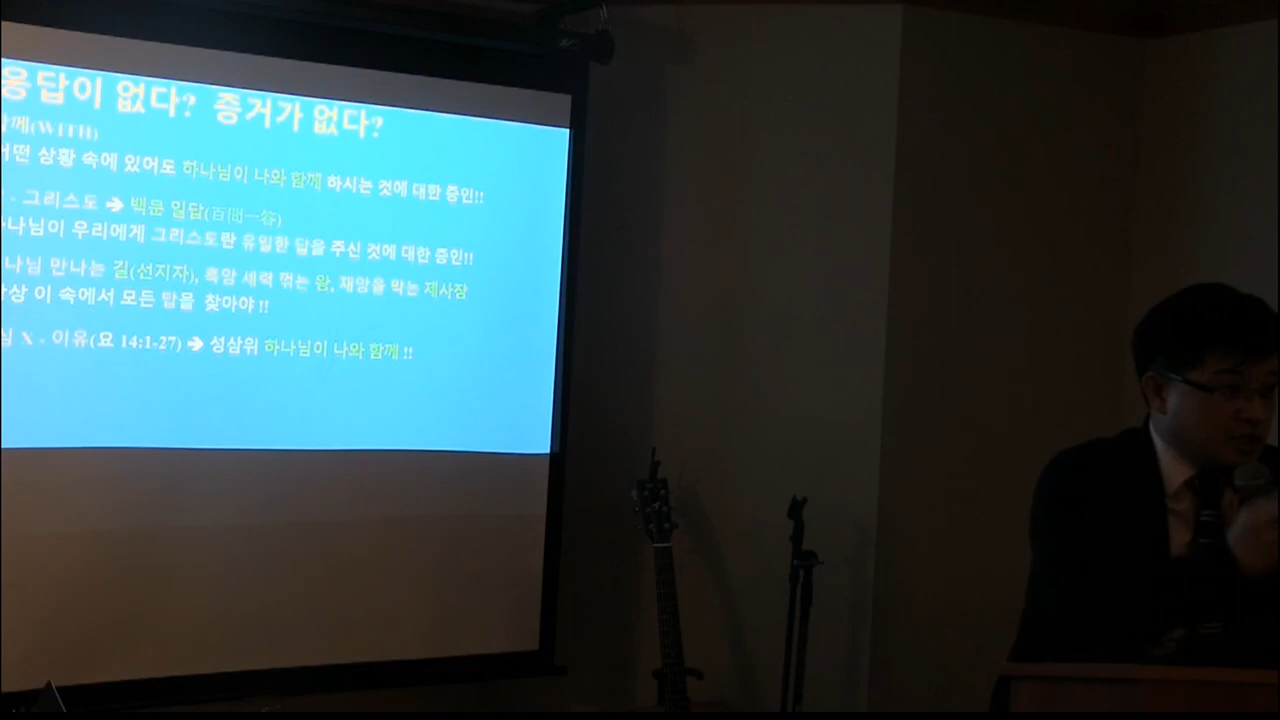 응답이 없다? 증거가 없다?
함께(WITH)
어떤 상황 속에 있어도 하나님이 나와 함께 하시는 것에 대한 증인!!
- 그리스도 ➔ 백문 일답(百問一答)
하나님이 우리에게 그리스도란 유일한 답을 주신 것에 대한 증인!!
나님 만나는 길(선지자), 흑암 세력 꺾는 왕, 재앙을 막는 제사장
상 이 속에서 모든 답을 찾아야 !!
X - 이유(요 14:1-27) ➔ 성삼위 하나님이 나와 함께 !!